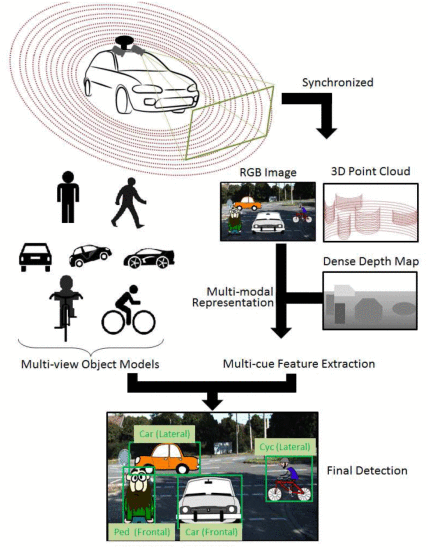 Synchronized
RGB Image
3D Point Cloud
Dense Depth Map
Multi-modal
Representation
Multi-view Object Models
Multi-cue Feature Extraction
Car (Lateral)
Cyc (Lateral)
Final Detection
Ped (Frontal)
Car (Frontal)